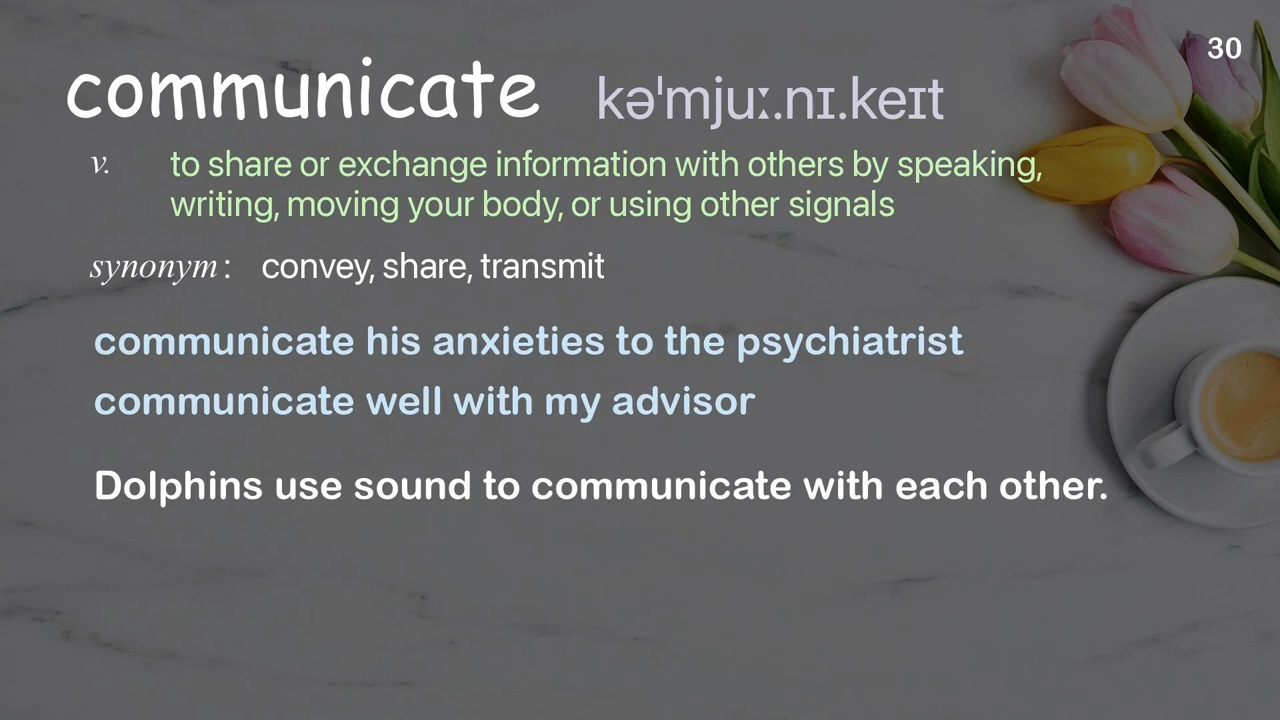 30
communicate kəˈmjuː.nɪ.keɪt
v. to share or exchange information with others by speaking,
writing, moving your body, or using other signals
synonym : convey, share, transmit
communicate his anxieties to the psychiatrist
communicate well with my advisor
Dolphins use sound to communicate with each other.